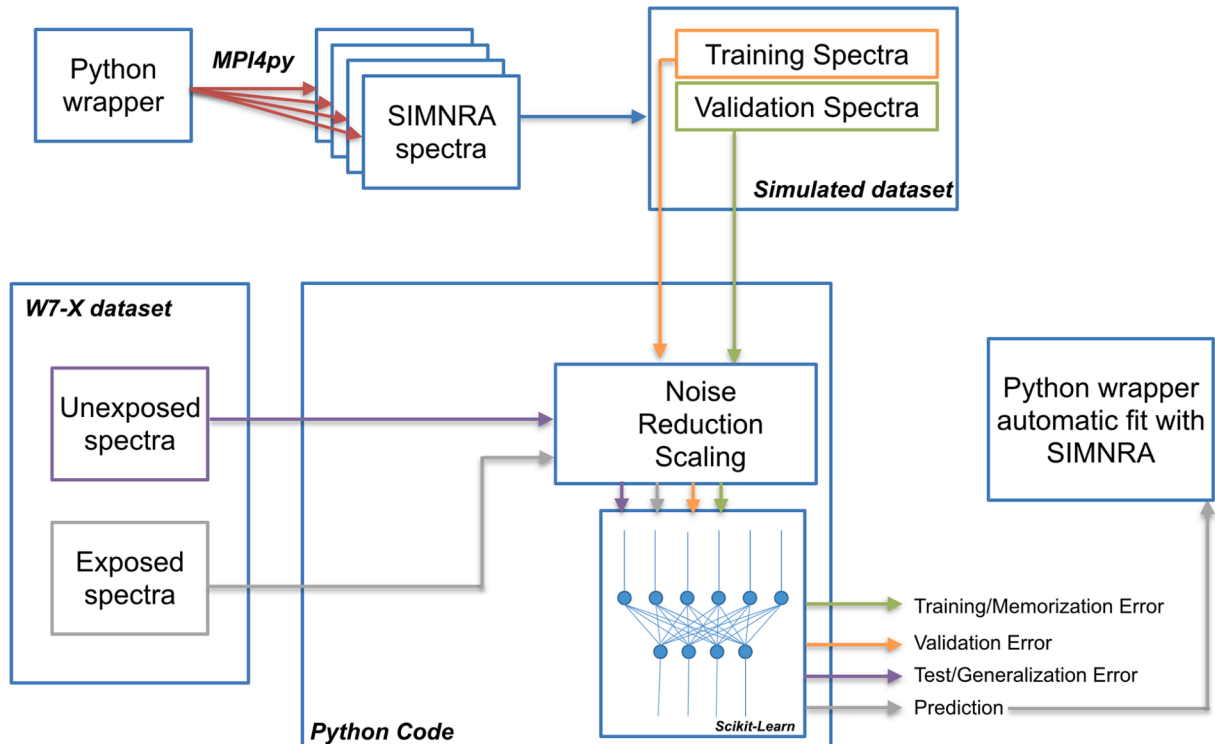 Python
wrapper
MPI4py
SIMNRA
spectra
Training Spectra
Validation Spectra
Simulated dataset
W7-X dataset
Unexposed
spectra
Exposed
spectra
Noise
Reduction
Scaling
Scikit-Learn
Python Code
Training/Memorization Error
Validation Error
Test/Generalization Error
Prediction
Python wrapper
automatic fit with
SIMNRA